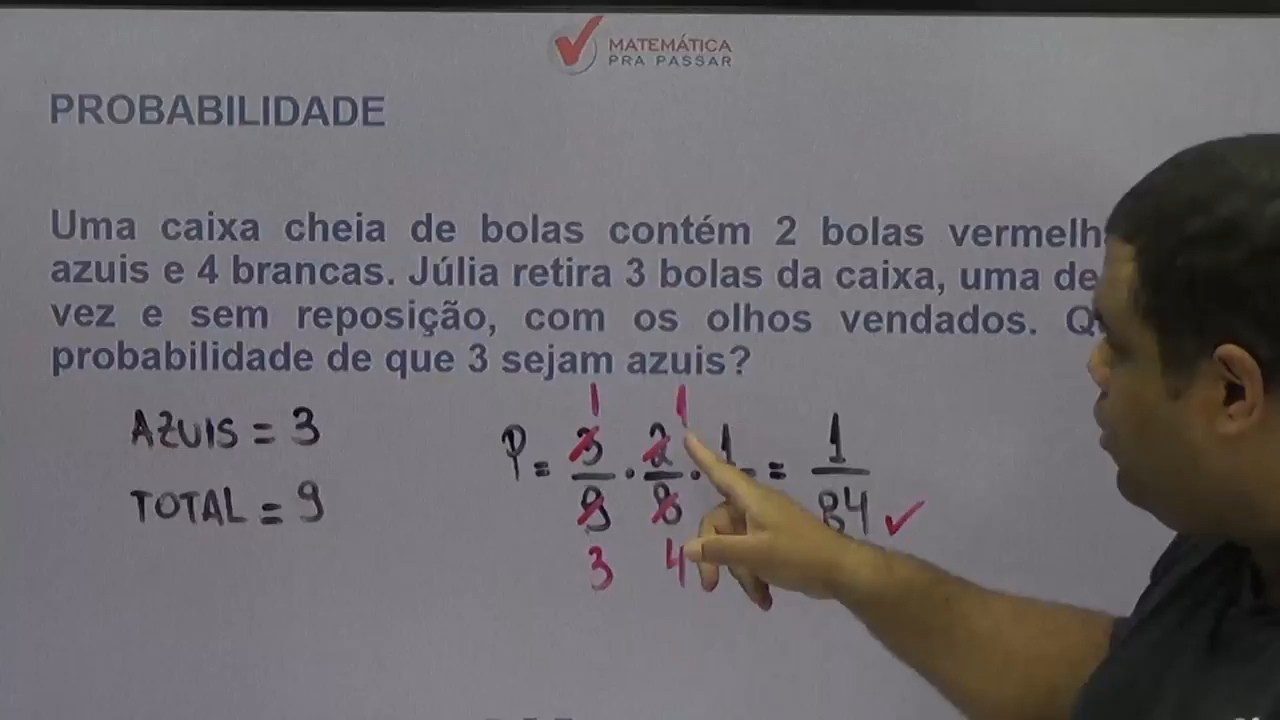 MATEMÁTICA
PRA PASSAR
PROBABILIDADE
Uma caixa cheia de bolas contém 2 bolas
azuis e 4 brancas. Júlia retira 3 bolas da caixa, uma de
vez e sem reposição, com os olhos vendados.
probabilidade de que 3 sejam azuis?
AZUIS = 3
TOTAL = 9
1 1
P = 3/9 . 2/8 . 1 = 1/84 ✓
3 4